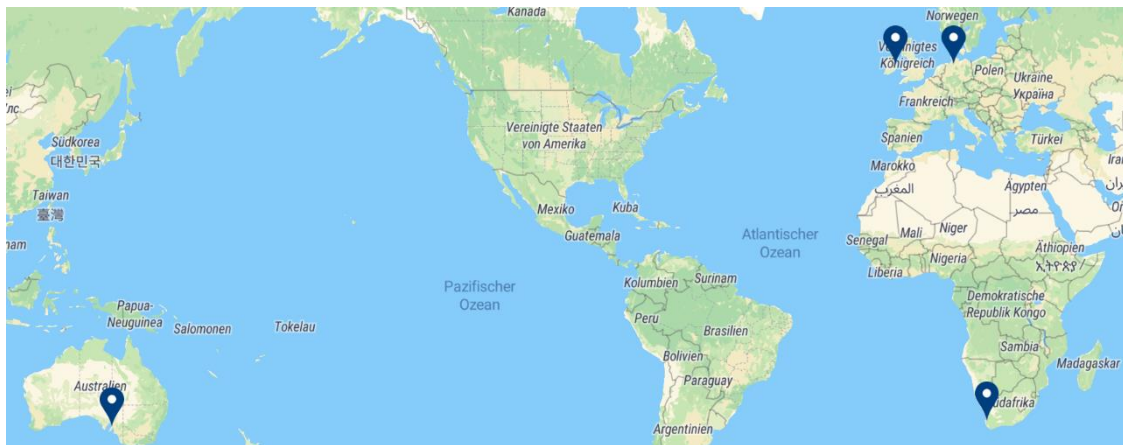 Kanada
Norwegen
Vereinigtes
Königreich
Polen
Ukraine
Україна
Frankreich
Vereinigte Staaten
von Amerika
Spanien
Türkei
Südkorea
대한민국
Marokko
المغرب
Ägypten
مصر
Taiwan
臺灣
Mexiko
Kuba
Guatemala
Atlantischer
Ozean
Senegal
Mali
Niger
Nigeria
Liberia
Äthiopien
Kolumbien
Surinam
Pazifischer
Ozean
Papua-
Neuguinea
Salomonen
Tokelau
Peru
Brasilien
Demokratische
Republik Kongo
Sambia
Madagaskar
Bolivien
Paraguay
Australien
Argentinien